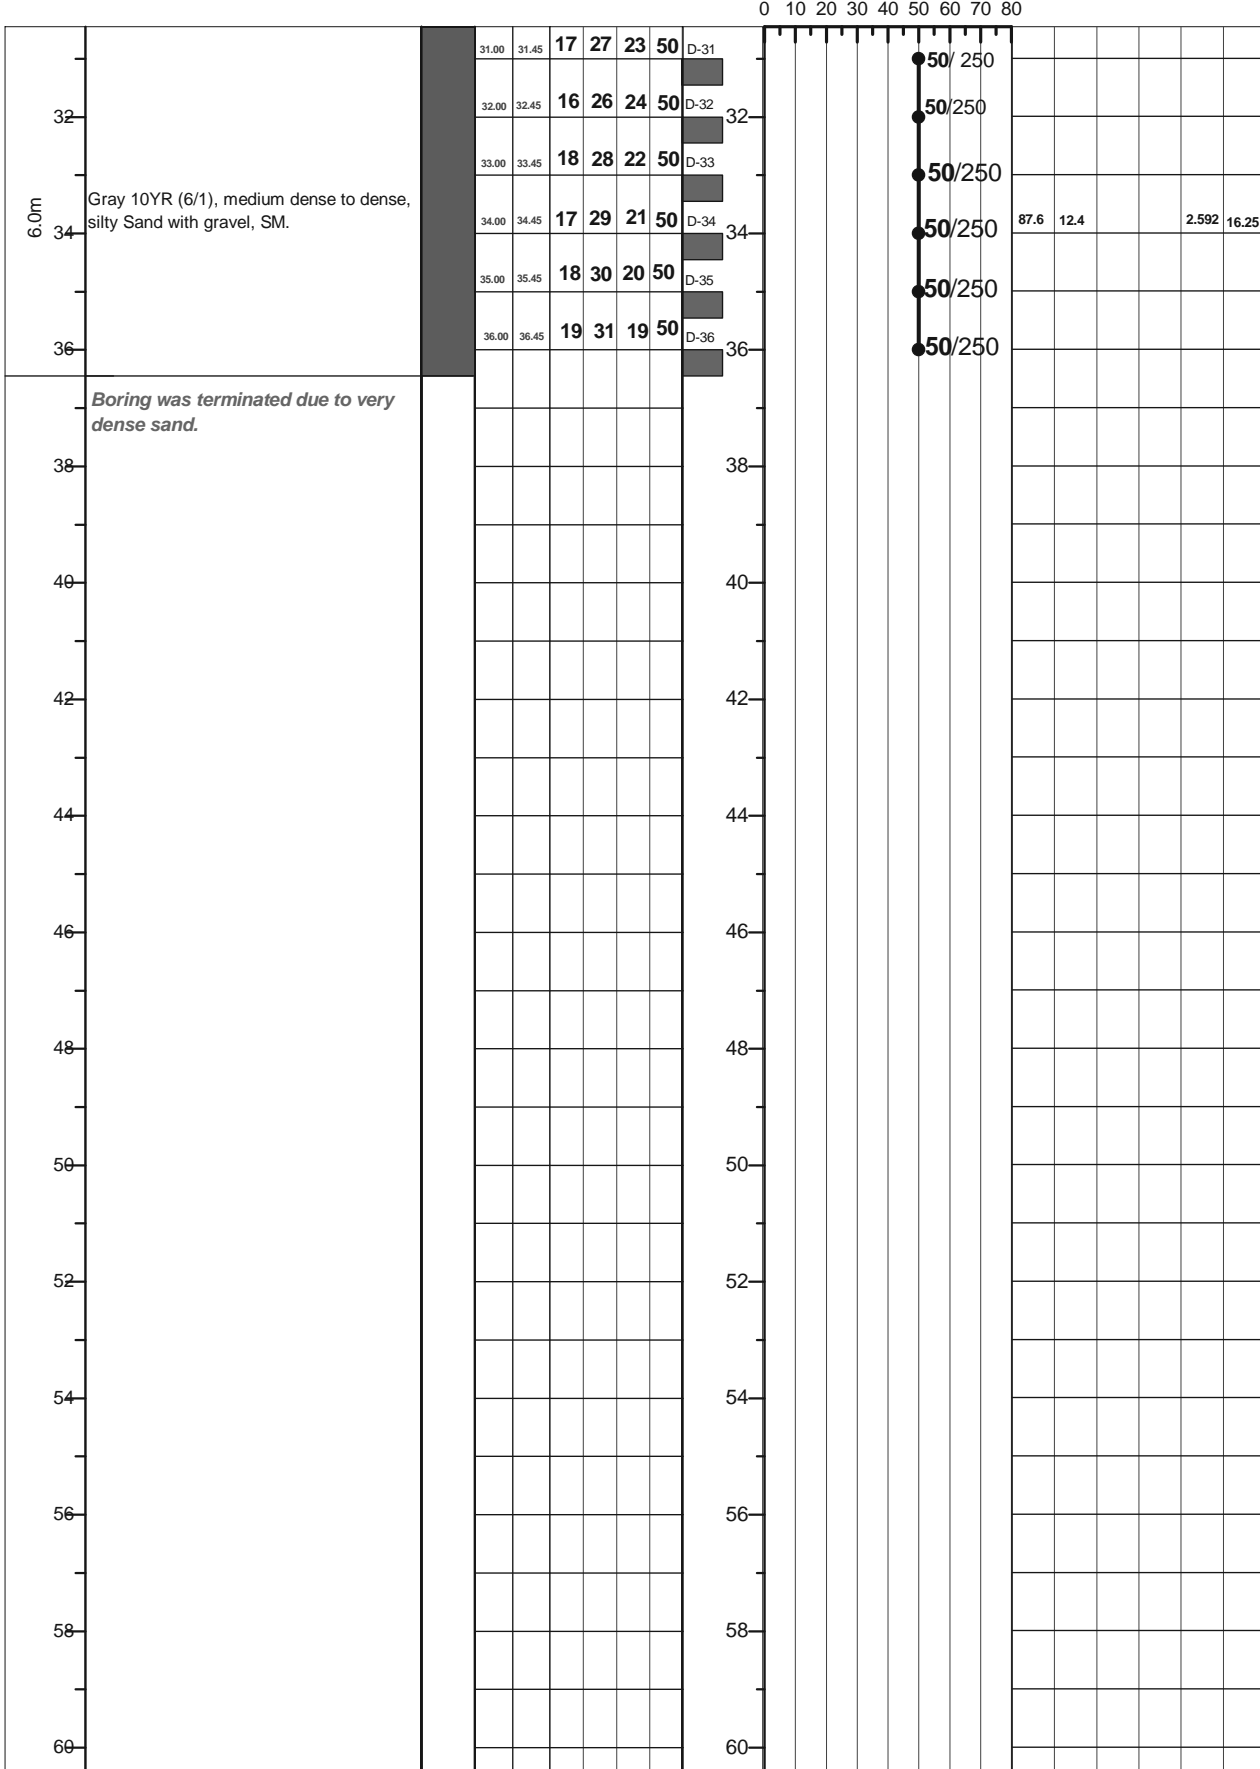 0 10 20 30 40 50 60 70 80
31.00 31.45 17 27 23 50 D-31 50/ 250
32.00 32.45 16 26 24 50 D-32 50/250
32 32
33.00 33.45 18 28 22 50 D-33 50/250
6.0m
Gray 10YR (6/1), medium dense to dense,
silty Sand with gravel, SM.
34.00 34.45 17 29 21 50 D-34 50/250 87.6 12.4 2.592 16.25
34 34
35.00 35.45 18 30 20 50 D-35 50/250
36.00 36.45 19 31 19 50 D-36 50/250
36 36
Boring was terminated due to very
dense sand.
38 38
40 40
42 42
44 44
46 46
48 48
50 50
52 52
54 54
56 56
58 58
60 60